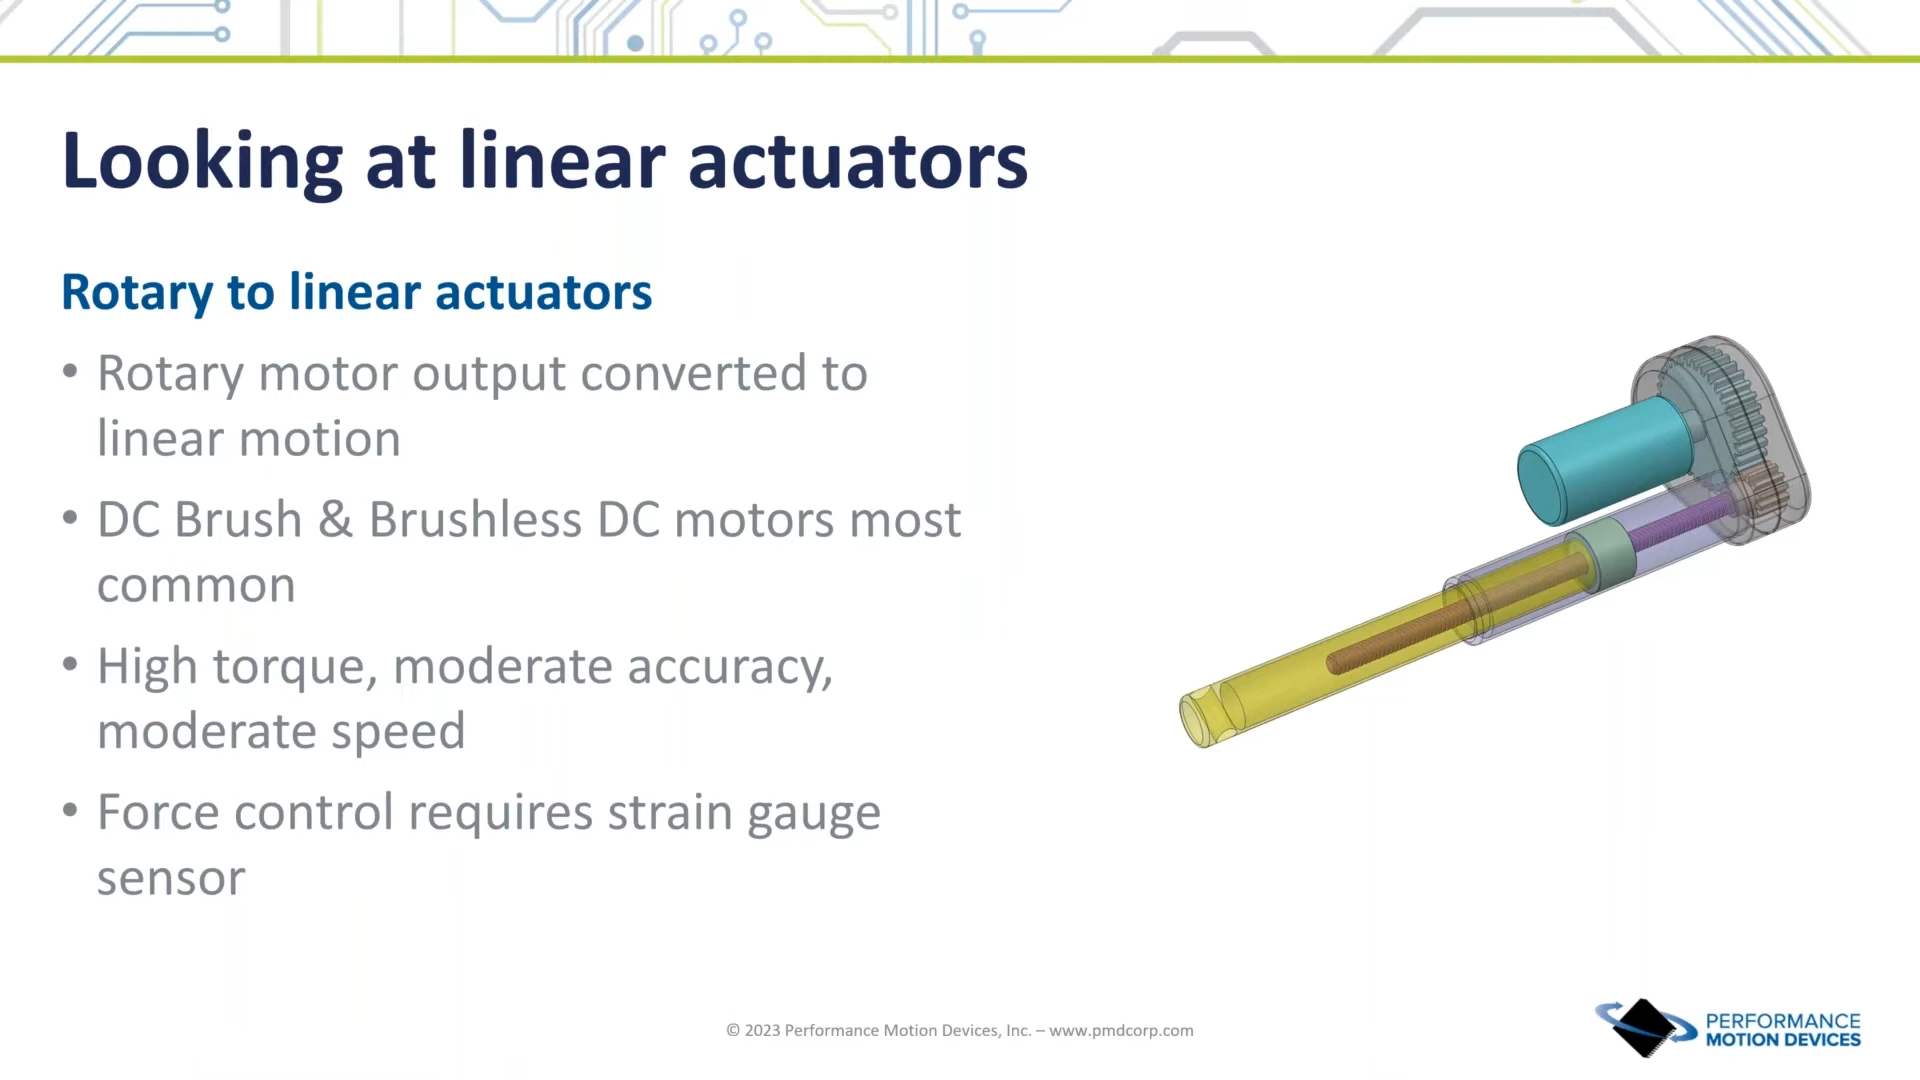 Looking at linear actuators
Rotary to linear actuators
• Rotary motor output converted to
linear motion
• DC Brush & Brushless DC motors most
common
• High torque, moderate accuracy,
moderate speed
• Force control requires strain gauge
sensor
© 2023 Performance Motion Devices, Inc. – www.pmdcorp.com
PERFORMANCE
MOTION DEVICES